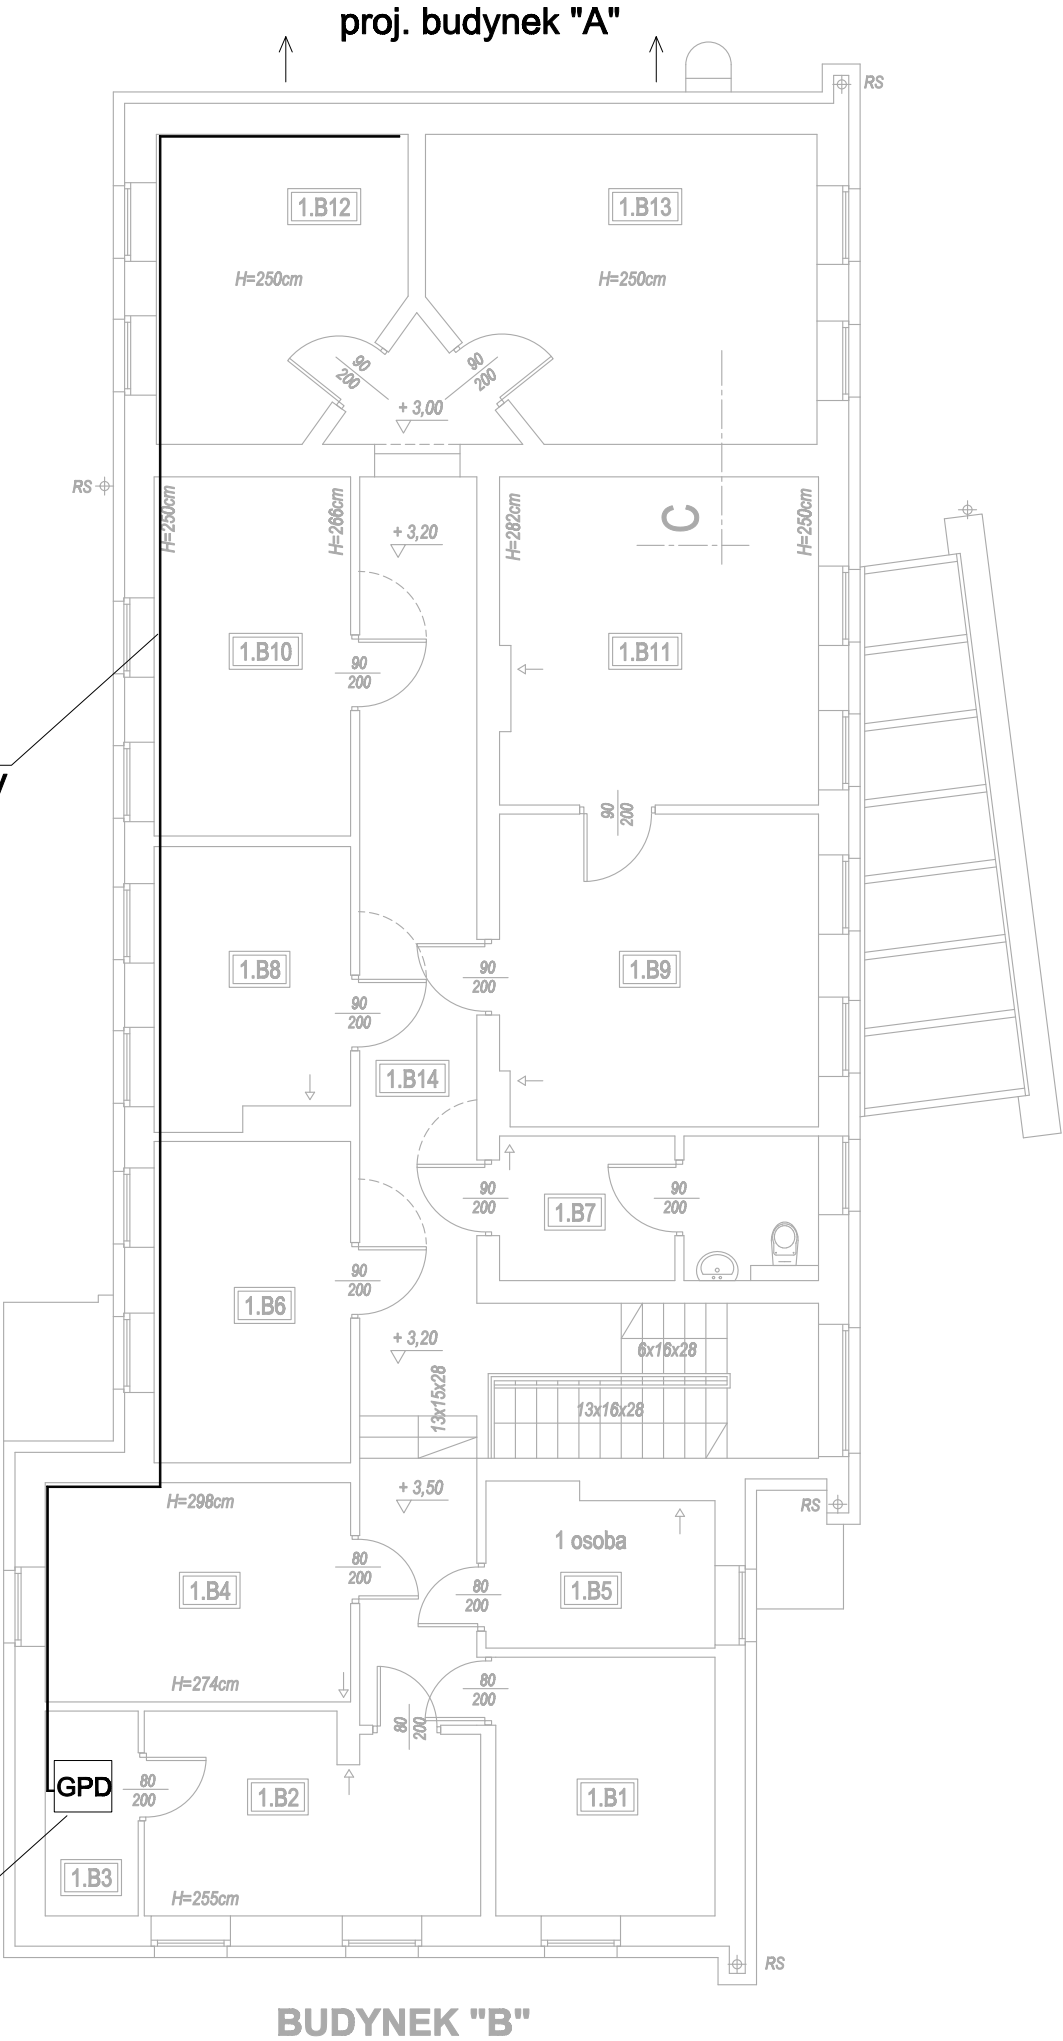 proj. budynek "A"
RS
1.B12
1.B13
H=250cm
H=250cm
90
200
90
200
+ 3,00
RS
H=250cm
H=266cm
+ 3,20
H=282cm
C
H=250cm
1.B10
1.B11
90
200
y
90
200
1.B8
1.B9
90
200
90
200
1.B14
90
200
90
200
1.B7
90
200
1.B6
+ 3,20
6x16x28
13x15x28
13x16x28
+ 3,50
H=298cm
RS
1 osoba
80
200
1.B4
80
200
1.B5
H=274cm
80
200
80
200
GPD
80
200
1.B2
1.B1
1.B3
H=255cm
RS
BUDYNEK "B"